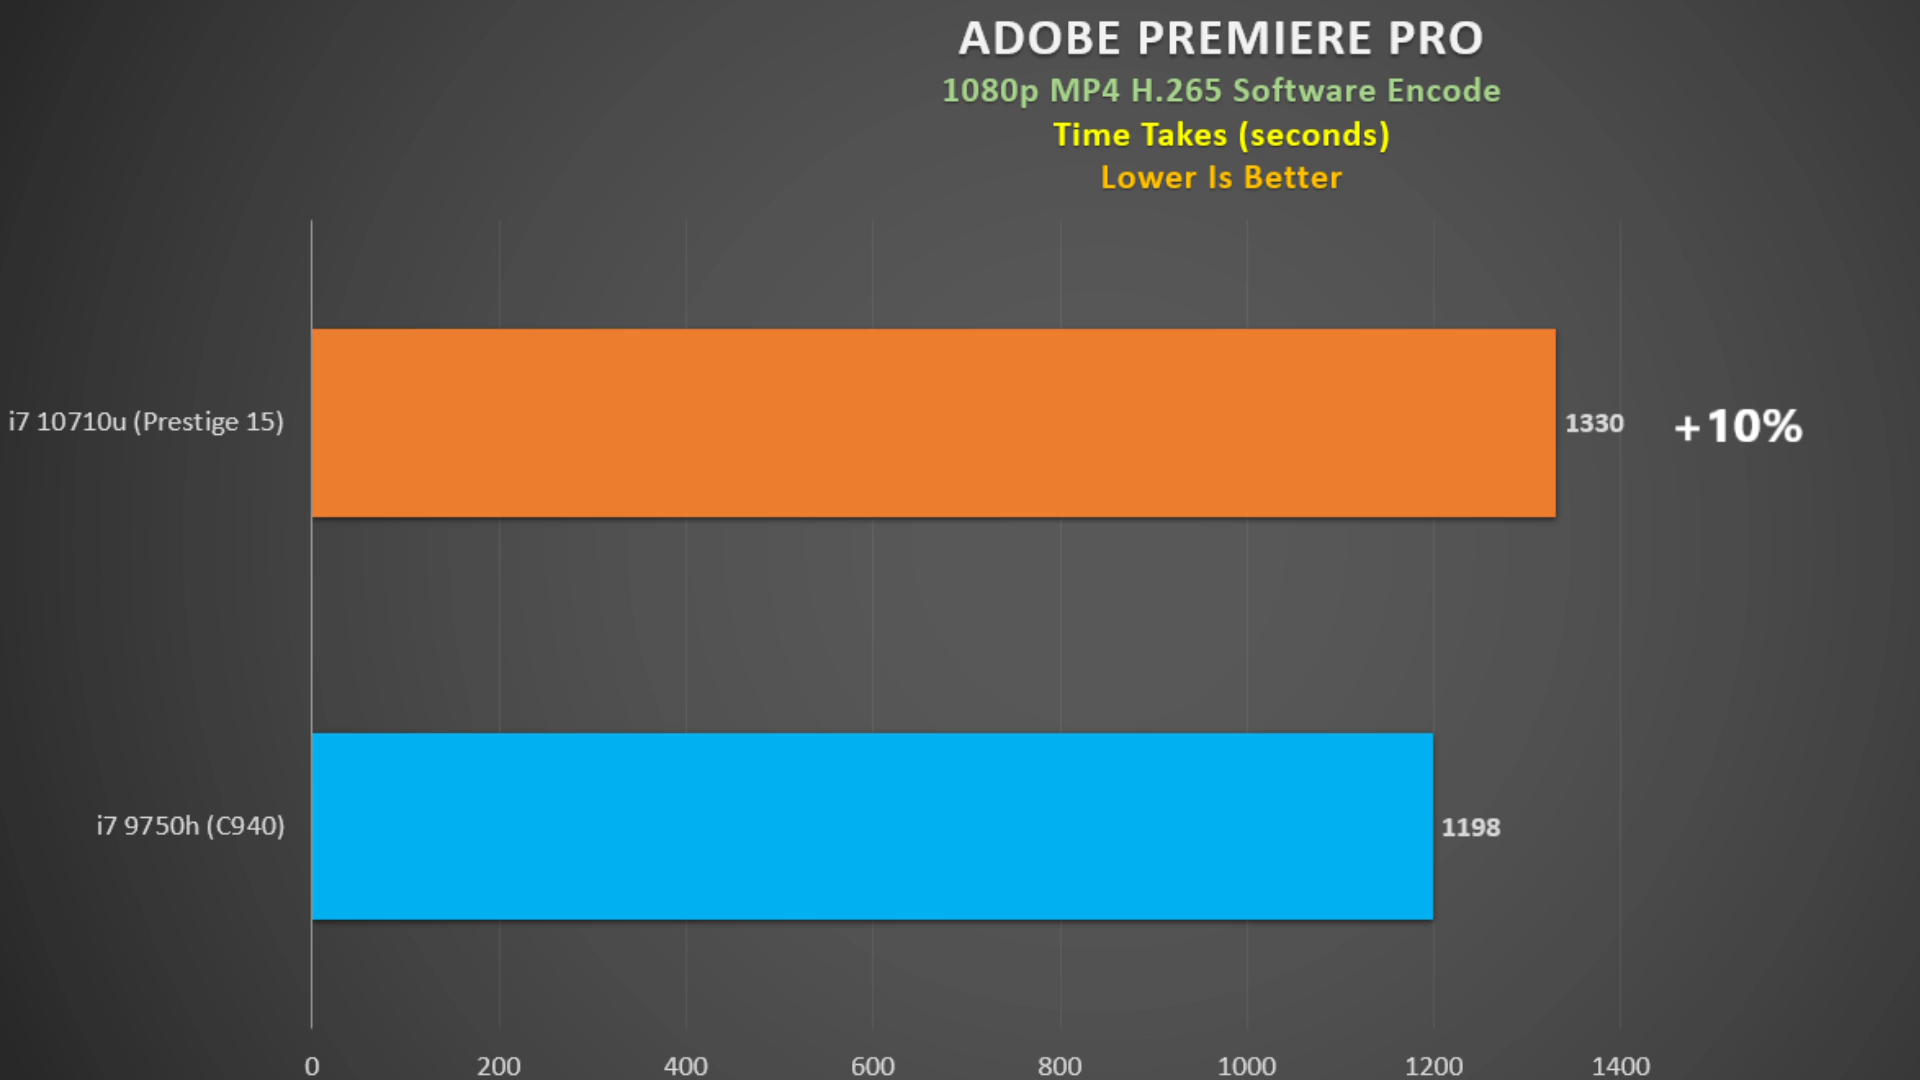 ADOBE PREMIERE PRO
1080p MP4 H.265 Software Encode
Time Takes (seconds)
Lower Is Better
i7 10710u (Prestige 15)
1330
+10%
i7 9750h (C940)
1198
0 200 400 600 800 1000 1200 1400